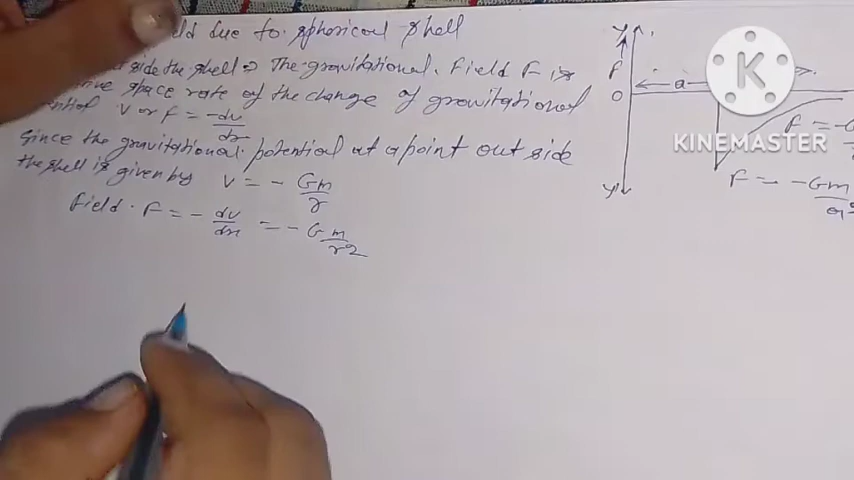 due to. spherical shell
side the shell ⇒ The gravitational. field F is
space rate of the change of gravitational
V or F = -dv/dr
Since the gravitational. potential at a point out side
the shell is given by V = - Gm/r
field. F = - dv/dr = - G m/r2
y
F
O
a
y'
F = -G
F = - Gm/a2
K
KINEMASTER